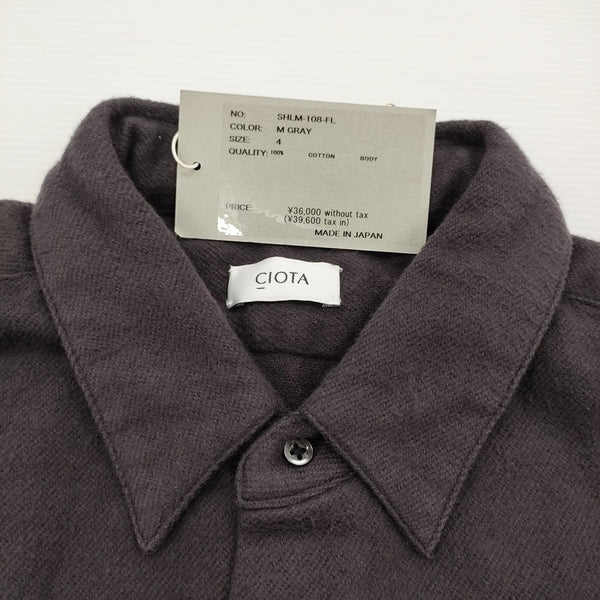 NO: SHLM-108-FL
COLOR: M GRAY
SIZE: 4
QUALITY: 100% COTTON BODY
PRICE: ¥36,000 without tax
(¥39,600 tax in)
MADE IN JAPAN
CIOTA